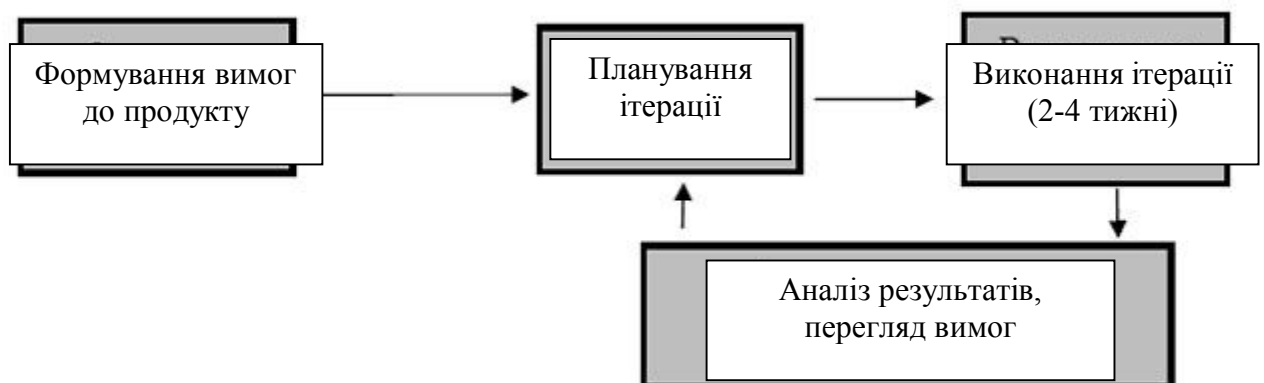 Формування вимог
до продукту
Планування
ітерації
Виконання ітерації
(2-4 тижні)
Аналіз результатів,
перегляд вимог